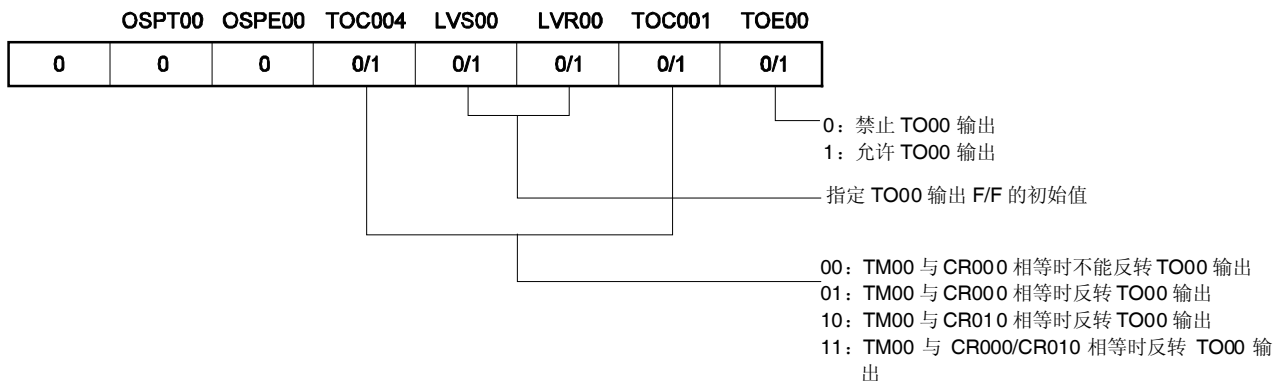 OSPT00 OSPE00 TOC004 LVS00 LVR00 TOC001 TOE00
0 0 0 0/1 0/1 0/1 0/1 0/1
0：禁止 TO00 输出
1：允许 TO00 输出
指定 TO00 输出 F/F 的初始值
00：TM00 与 CR000 相等时不能反转 TO00 输出
01：TM00 与 CR000 相等时反转 TO00 输出
10：TM00 与 CR010 相等时反转 TO00 输出
11：TM00 与 CR000/CR010 相等时反转 TO00 输
出